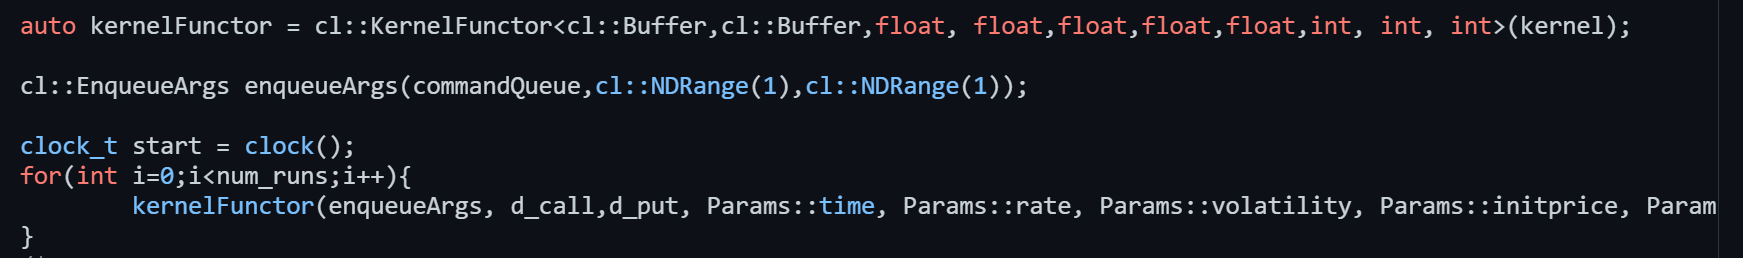 auto kernelFunctor = cl::KernelFunctor<cl::Buffer,cl::Buffer,float, float,float,float,float,int, int, int>(kernel);
cl::EnqueueArgs enqueueArgs(commandQueue,cl::NDRange(1),cl::NDRange(1));
clock_t start = clock();
for(int i=0;i<num_runs;i++){
kernelFunctor(enqueueArgs, d_call,d_put, Params::time, Params::rate, Params::volatility, Params::initprice, Param
}